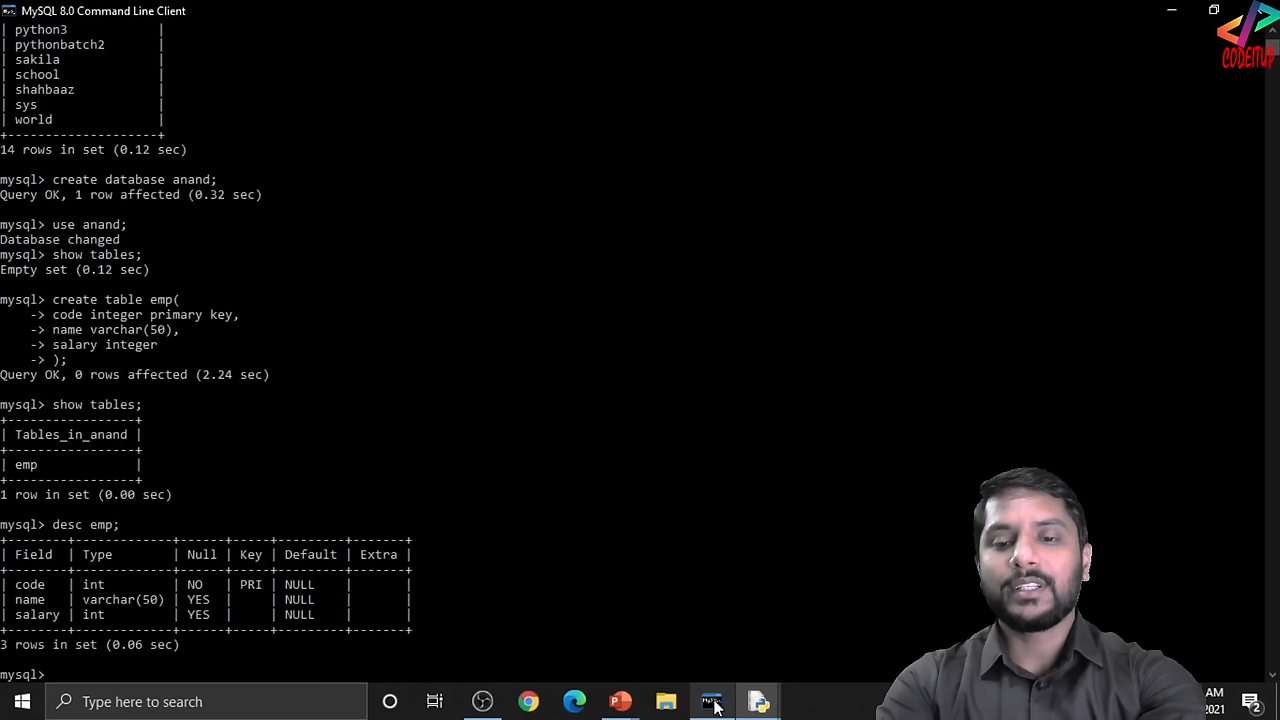 MySQL 8.0 Command Line Client
| python3 |
| pythonbatch2 |
| sakila |
| school |
| shahbaaz |
| sys |
| world |
+--------------------+
14 rows in set (0.12 sec)
mysql> create database anand;
Query OK, 1 row affected (0.32 sec)
mysql> use anand;
Database changed
mysql> show tables;
Empty set (0.12 sec)
mysql> create table emp(
-> code integer primary key,
-> name varchar(50),
-> salary integer
-> );
Query OK, 0 rows affected (2.24 sec)
mysql> show tables;
+-----------------+
| Tables_in_anand |
+-----------------+
| emp |
+-----------------+
1 row in set (0.00 sec)
mysql> desc emp;
+--------+-------------+------+-----+---------+-------+
| Field | Type | Null | Key | Default | Extra |
+--------+-------------+------+-----+---------+-------+
| code | int | NO | PRI | NULL | |
| name | varchar(50) | YES | | NULL | |
| salary | int | YES | | NULL | |
+--------+-------------+------+-----+---------+-------+
3 rows in set (0.06 sec)
mysql>
CODEITUP
Type here to search
AM
2021
2